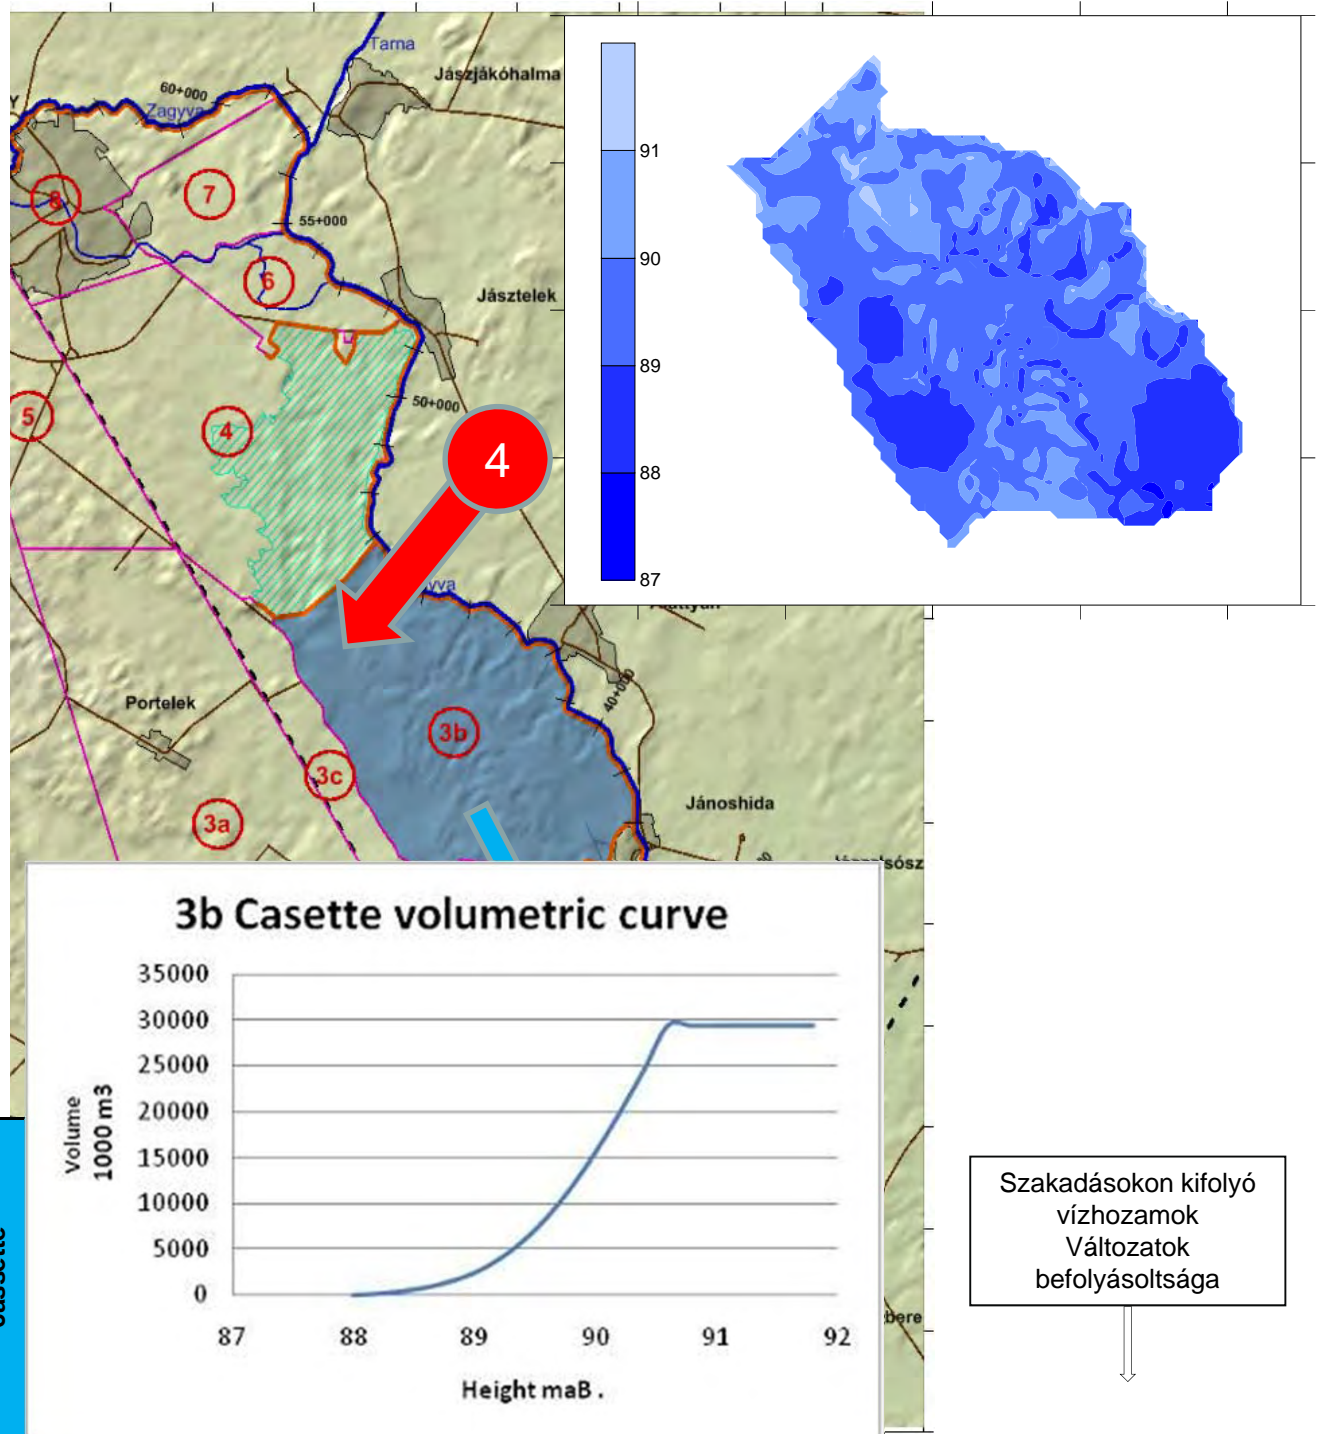 Tarna
Jászjákóhalma
60+000
Zagyva
91
8
7
55+000
90
6
Jásztelek
89
50+000
5
4
4
88
87
40+000
Portelek
3b
3c
3a
Jánoshida
3b Casette volumetric curve
35000
30000
25000
20000
15000
10000
5000
0
Volume
1000 m3
87 88 89 90 91 92
Height maB .
Szakadásokon kifolyó
vízhozamok
Változatok
befolyásoltsága